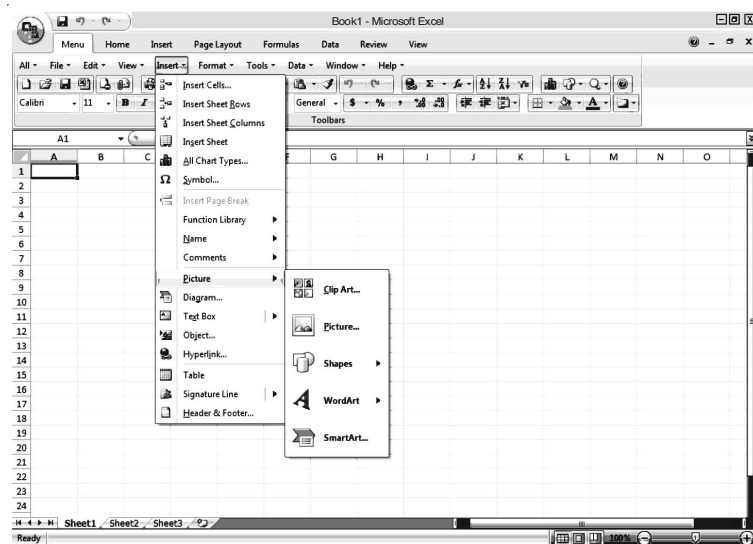 Book1 - Microsoft Excel
Menu Home Insert Page Layout Formulas Data Review View
All File Edit View Insert Format Tools Data Window Help
Calibri 11 B I General $ % ,
Toolbars
A1
A B C F G H I J K L M N O
1
2
3
4
5
6
7
8
9
10
11
12
13
14
15
16
17
18
19
20
21
22
23
24
Insert Cells...
Insert Sheet Rows
Insert Sheet Columns
Insert Sheet
All Chart Types...
Symbol...
Insert Page Break
Function Library
Name
Comments
Picture
Diagram...
Text Box
Object...
Hyperlink...
Table
Signature Line
Header & Footer...
Clip Art...
Picture...
Shapes
WordArt
SmartArt...
Sheet1 Sheet2 Sheet3
Ready 100%